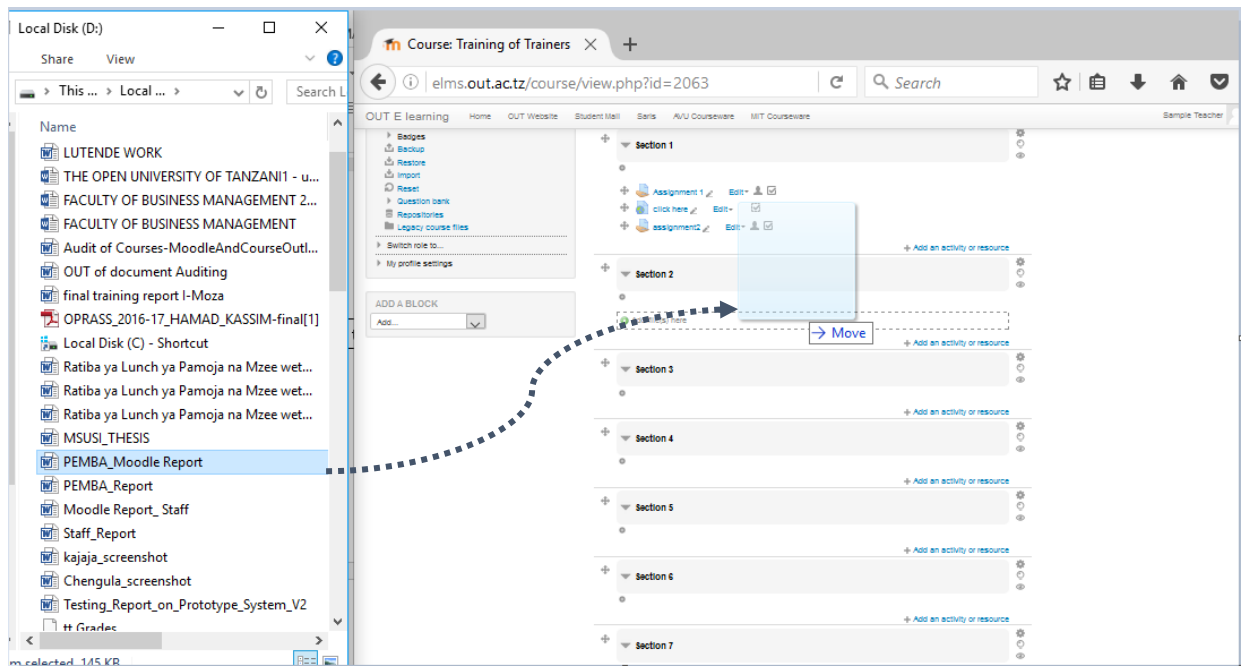 Local Disk (D:)
Share View
This ... > Local ... >
Search L
Name
LUTENDE WORK
THE OPEN UNIVERSITY OF TANZANI1 - u...
FACULTY OF BUSINESS MANAGEMENT 2...
FACULTY OF BUSINESS MANAGEMENT
Audit of Courses-MoodleAndCourseOutl...
OUT of document Auditing
final training report I-Moza
OPRASS_2016-17_HAMAD_KASSIM-final[1]
Local Disk (C) - Shortcut
Ratiba ya Lunch ya Pamoja na Mzee wet...
Ratiba ya Lunch ya Pamoja na Mzee wet...
Ratiba ya Lunch ya Pamoja na Mzee wet...
MSUSI_THESIS
PEMBA_Moodle Report
PEMBA_Report
Moodle Report_ Staff
Staff_Report
kajaja_screenshot
Chengula_screenshot
Testing_Report_on_Prototype_System_V2
tt Grades
m selected 145 KB
Course: Training of Trainers
elms.out.ac.tz/course/view.php?id=2063
Search
OUT E learning Home OUT Website Student Mail Saris AVU Courseware MIT Courseware
Sample Teacher
Badges
Backup
Restore
Import
Reset
Question bank
Repositories
Legacy course files
Switch role to...
My profile settings
ADD A BLOCK
Add...
Section 1
Assignment 1 Edit
click here Edit
assignment2 Edit
+ Add an activity or resource
Section 2
here
Move
+ Add an activity or resource
Section 3
+ Add an activity or resource
Section 4
+ Add an activity or resource
Section 5
+ Add an activity or resource
Section 6
+ Add an activity or resource
Section 7